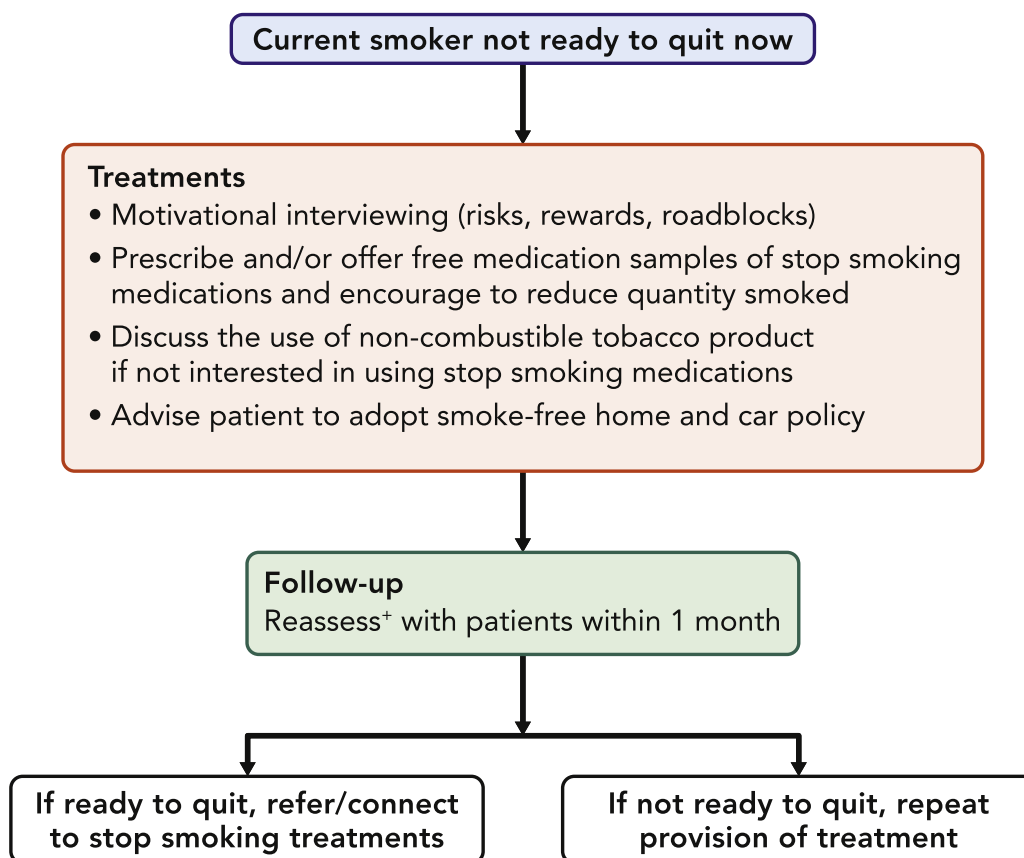 Current smoker not ready to quit now
Treatments
• Motivational interviewing (risks, rewards, roadblocks)
• Prescribe and/or offer free medication samples of stop smoking
medications and encourage to reduce quantity smoked
• Discuss the use of non-combustible tobacco product
if not interested in using stop smoking medications
• Advise patient to adopt smoke-free home and car policy
Follow-up
Reassess⁺ with patients within 1 month
If ready to quit, refer/connect
to stop smoking treatments
If not ready to quit, repeat
provision of treatment